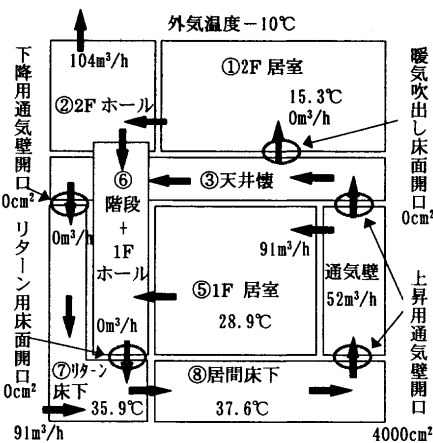 外気温度−10℃
104m³/h
①2F 居室
②2F ホール
15.3℃
0m³/h
下降用通気壁開口
0cm²
暖気吹出し床面開口
0cm²
⑥
階段
+
1F
ホール
③天井懐
0m³/h
91m³/h
通気壁
52m³/h
⑤1F 居室
28.9℃
リターン用床面開口
0cm²
上昇用通気壁開口
4000cm²
0m³/h
⑦リターン
床下
35.9℃
⑧居間床下
37.6℃
91m³/h